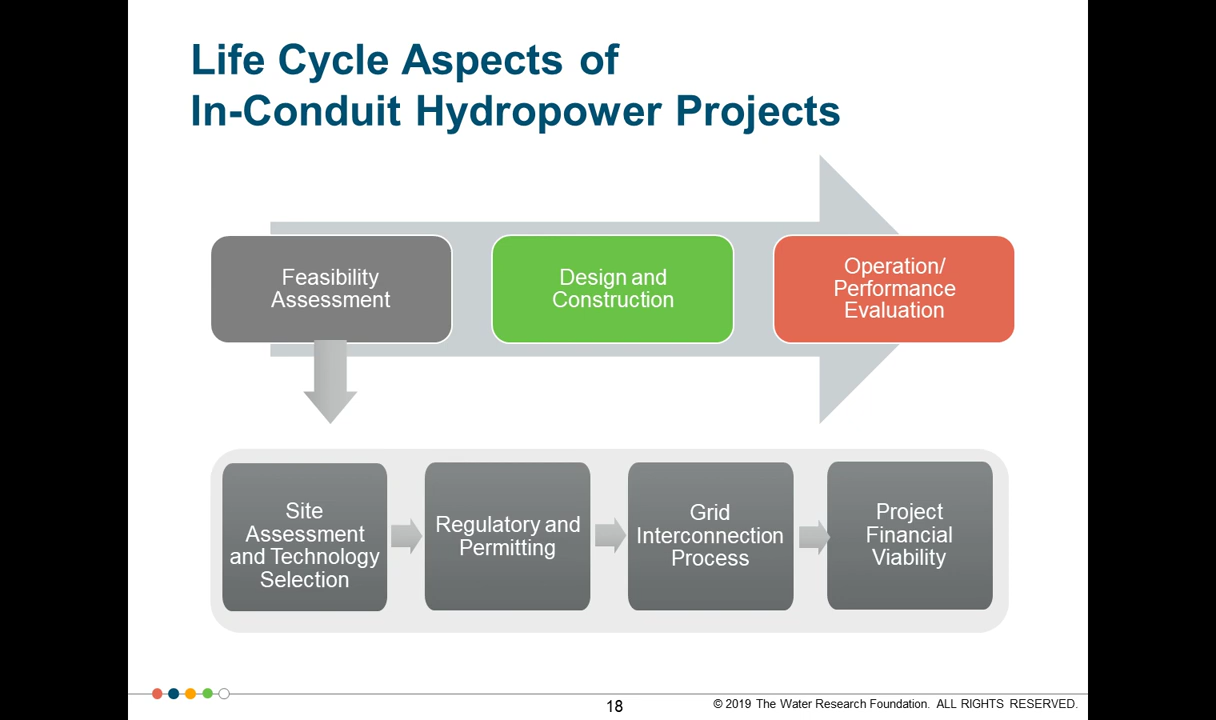 Life Cycle Aspects of
In-Conduit Hydropower Projects
Feasibility
Assessment
Design and
Construction
Operation/
Performance
Evaluation
Site
Assessment
and Technology
Selection
Regulatory and
Permitting
Grid
Interconnection
Process
Project
Financial
Viability
18
© 2019 The Water Research Foundation. ALL RIGHTS RESERVED.